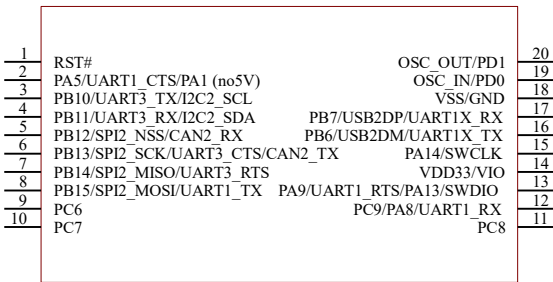 1 RST# OSC_OUT/PD1 20
2 PA5/UART1_CTS/PA1 (no5V) OSC_IN/PD0 19
3 PB10/UART3_TX/I2C2_SCL VSS/GND 18
4 PB11/UART3_RX/I2C2_SDA PB7/USB2DP/UART1X_RX 17
5 PB12/SPI2_NSS/CAN2_RX PB6/USB2DM/UART1X_TX 16
6 PB13/SPI2_SCK/UART3_CTS/CAN2_TX PA14/SWCLK 15
7 PB14/SPI2_MISO/UART3_RTS VDD33/VIO 14
8 PB15/SPI2_MOSI/UART1_TX PA9/UART1_RTS/PA13/SWDIO 13
9 PC6 PC9/PA8/UART1_RX 12
10 PC7 PC8 11